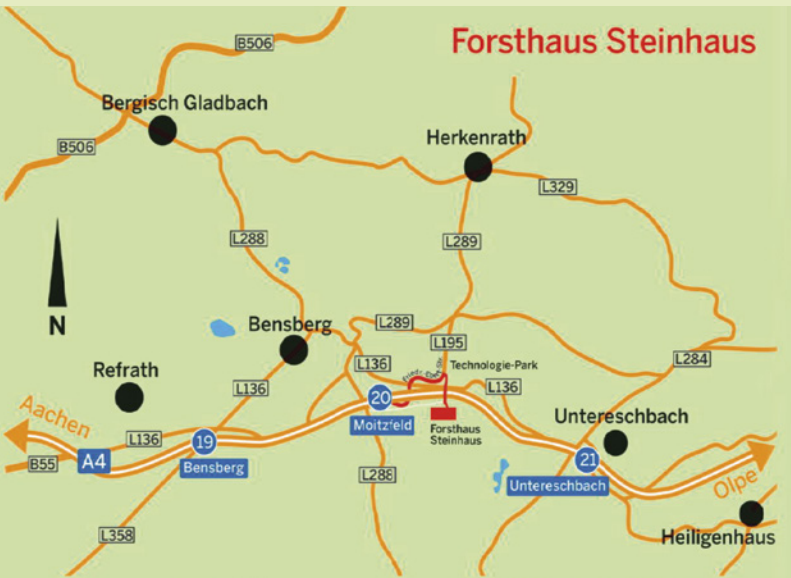 Forsthaus Steinhaus
B506
Bergisch Gladbach
B506
Herkenrath
L329
L288
L289
N
Bensberg
L289
L195
Technologie-Park
L284
Refrath
L136
L136
L136
Aachen
20
Moitzfeld
Forsthaus
Steinhaus
Untereschbach
L136
19
Bensberg
B55
A4
21
Untereschbach
L288
Olpe
L358
Heiligenhaus